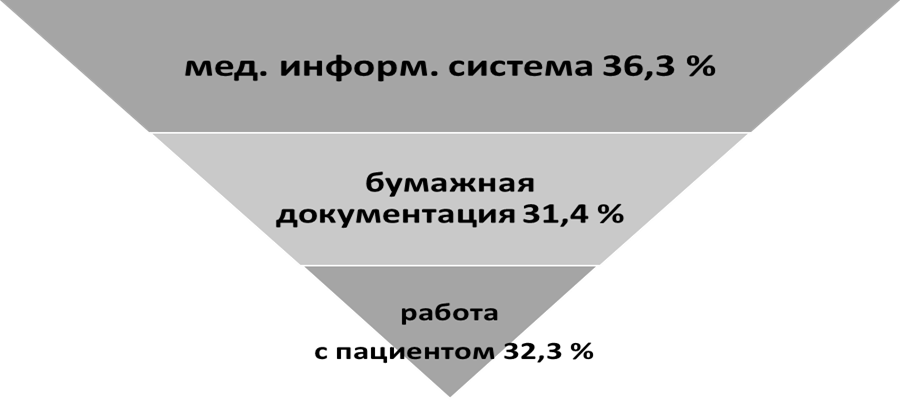 мед. информ. система 36,3 %
бумажная
документация 31,4 %
работа
с пациентом 32,3 %